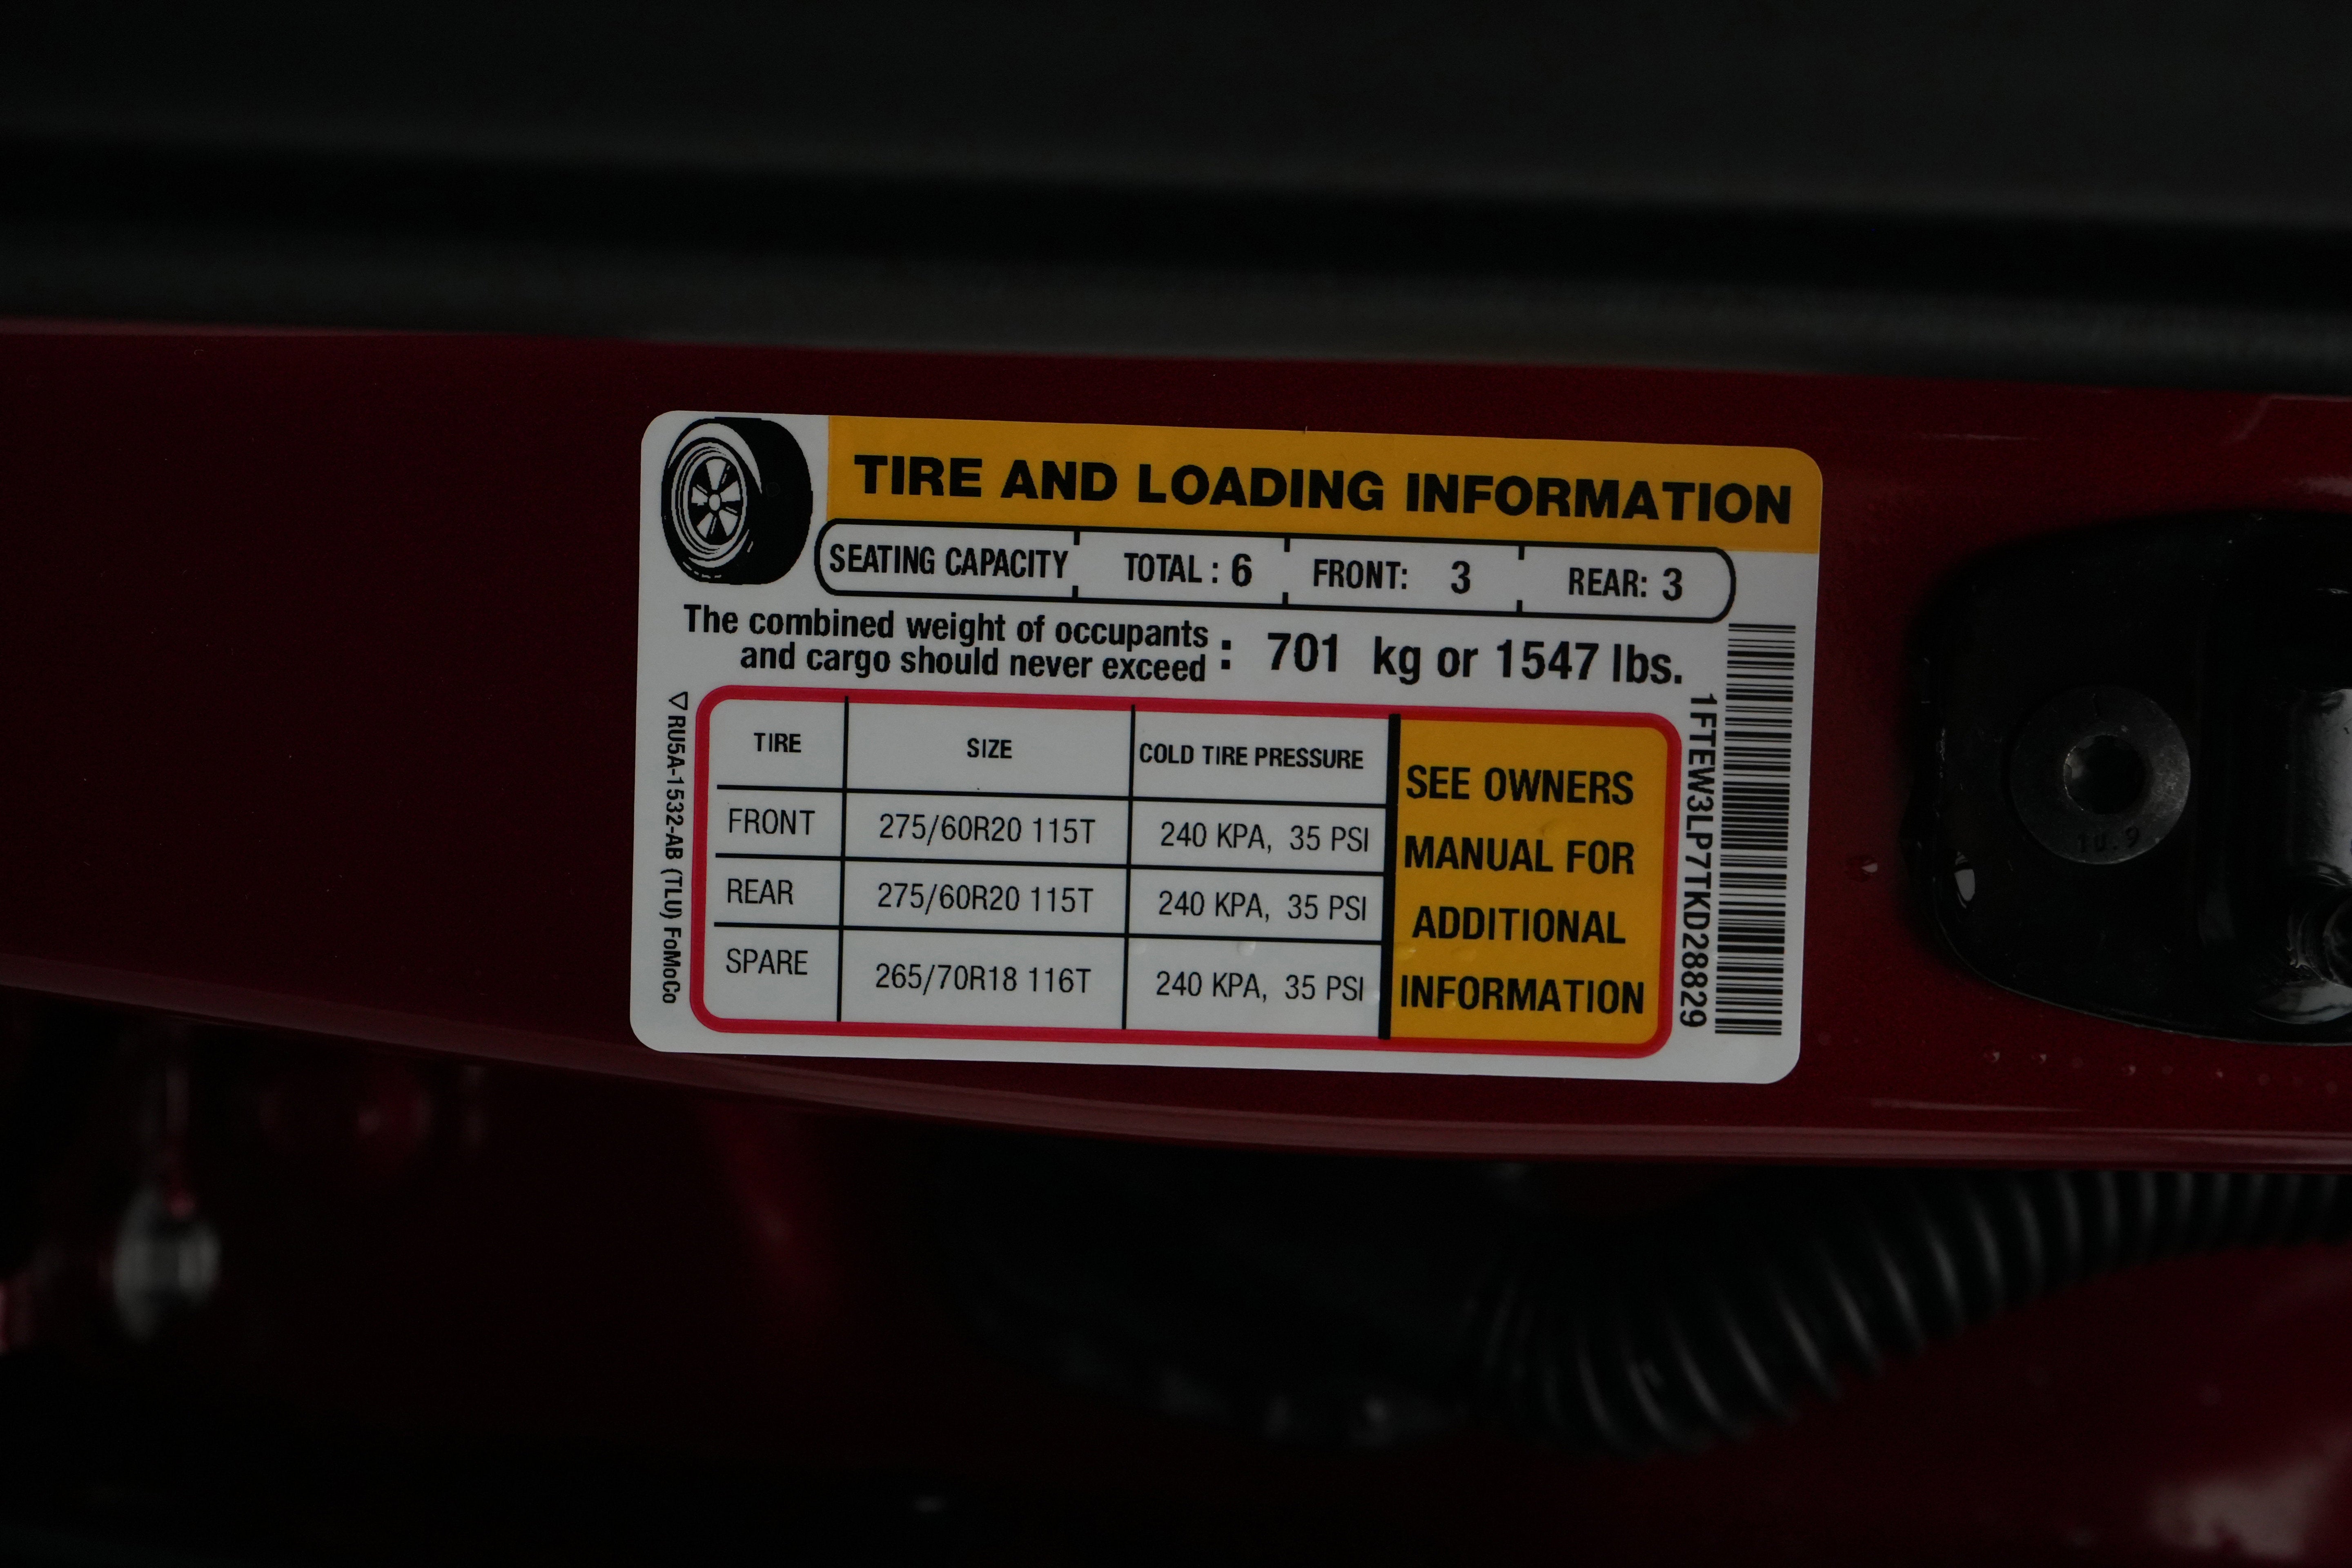 TIRE AND LOADING INFORMATION
SEATING CAPACITY TOTAL : 6 FRONT: 3 REAR: 3
The combined weight of occupants
and cargo should never exceed : 701 kg or 1547 lbs.
TIRE SIZE COLD TIRE PRESSURE
FRONT 275/60R20 115T 240 KPA, 35 PSI
REAR 275/60R20 115T 240 KPA, 35 PSI
SPARE 265/70R18 116T 240 KPA, 35 PSI
SEE OWNERS
MANUAL FOR
ADDITIONAL
INFORMATION
RU5A-1532-AB (TLU) FoMoCo
1FTEW3LP7TKD28829
10.9